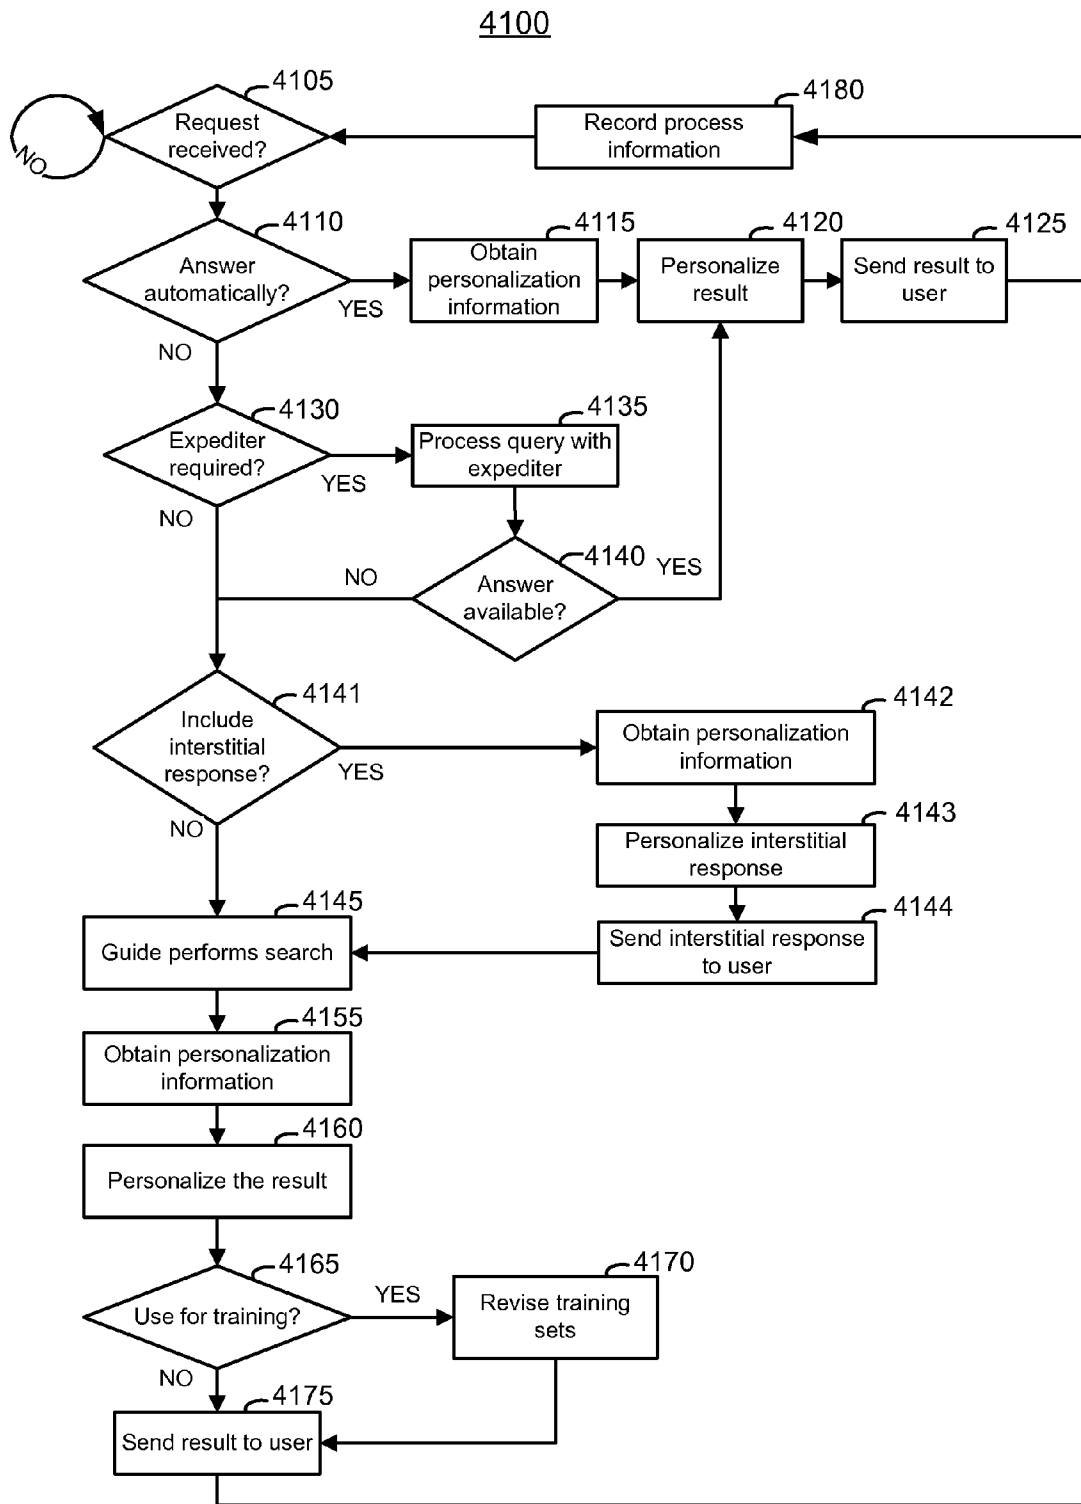 4100
4105
Request
received?
NO
4180
Record process
information
4110
Answer
automatically?
YES
NO
4115
Obtain
personalization
information
4120
Personalize
result
4125
Send result to
user
4130
Expediter
required?
YES
NO
4135
Process query with
expediter
4140
Answer
available?
NO
YES
4141
Include
interstitial
response?
YES
NO
4142
Obtain personalization
information
4143
Personalize interstitial
response
4144
Send interstitial response
to user
4145
Guide performs search
4155
Obtain personalization
information
4160
Personalize the result
4165
Use for training?
YES
NO
4170
Revise training
sets
4175
Send result to user